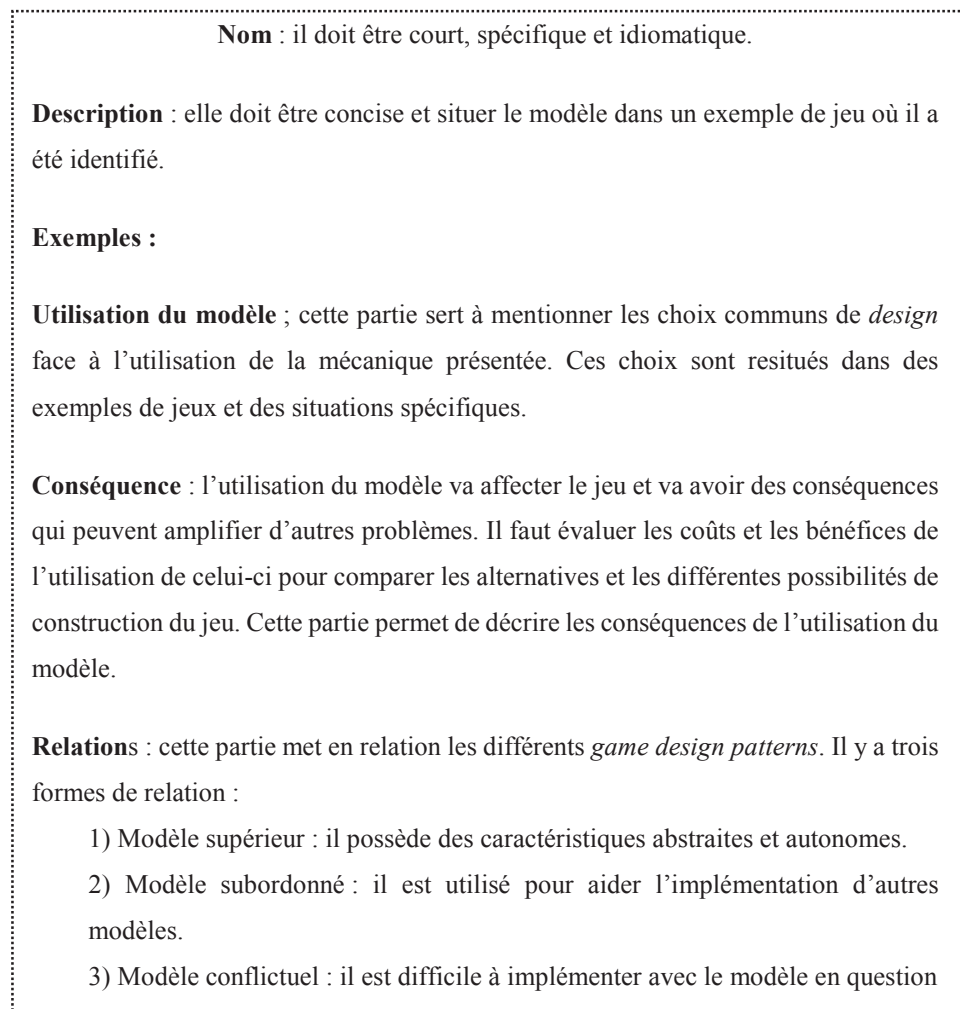 Nom : il doit être court, spécifique et idiomatique.
Description : elle doit être concise et situer le modèle dans un exemple de jeu où il a
été identifié.
Exemples :
Utilisation du modèle ; cette partie sert à mentionner les choix communs de design
face à l’utilisation de la mécanique présentée. Ces choix sont resitués dans des
exemples de jeux et des situations spécifiques.
Conséquence : l’utilisation du modèle va affecter le jeu et va avoir des conséquences
qui peuvent amplifier d’autres problèmes. Il faut évaluer les coûts et les bénéfices de
l’utilisation de celui-ci pour comparer les alternatives et les différentes possibilités de
construction du jeu. Cette partie permet de décrire les conséquences de l’utilisation du
modèle.
Relations : cette partie met en relation les différents game design patterns. Il y a trois
formes de relation :
1) Modèle supérieur : il possède des caractéristiques abstraites et autonomes.
2) Modèle subordonné : il est utilisé pour aider l’implémentation d’autres
modèles.
3) Modèle conflictuel : il est difficile à implémenter avec le modèle en question